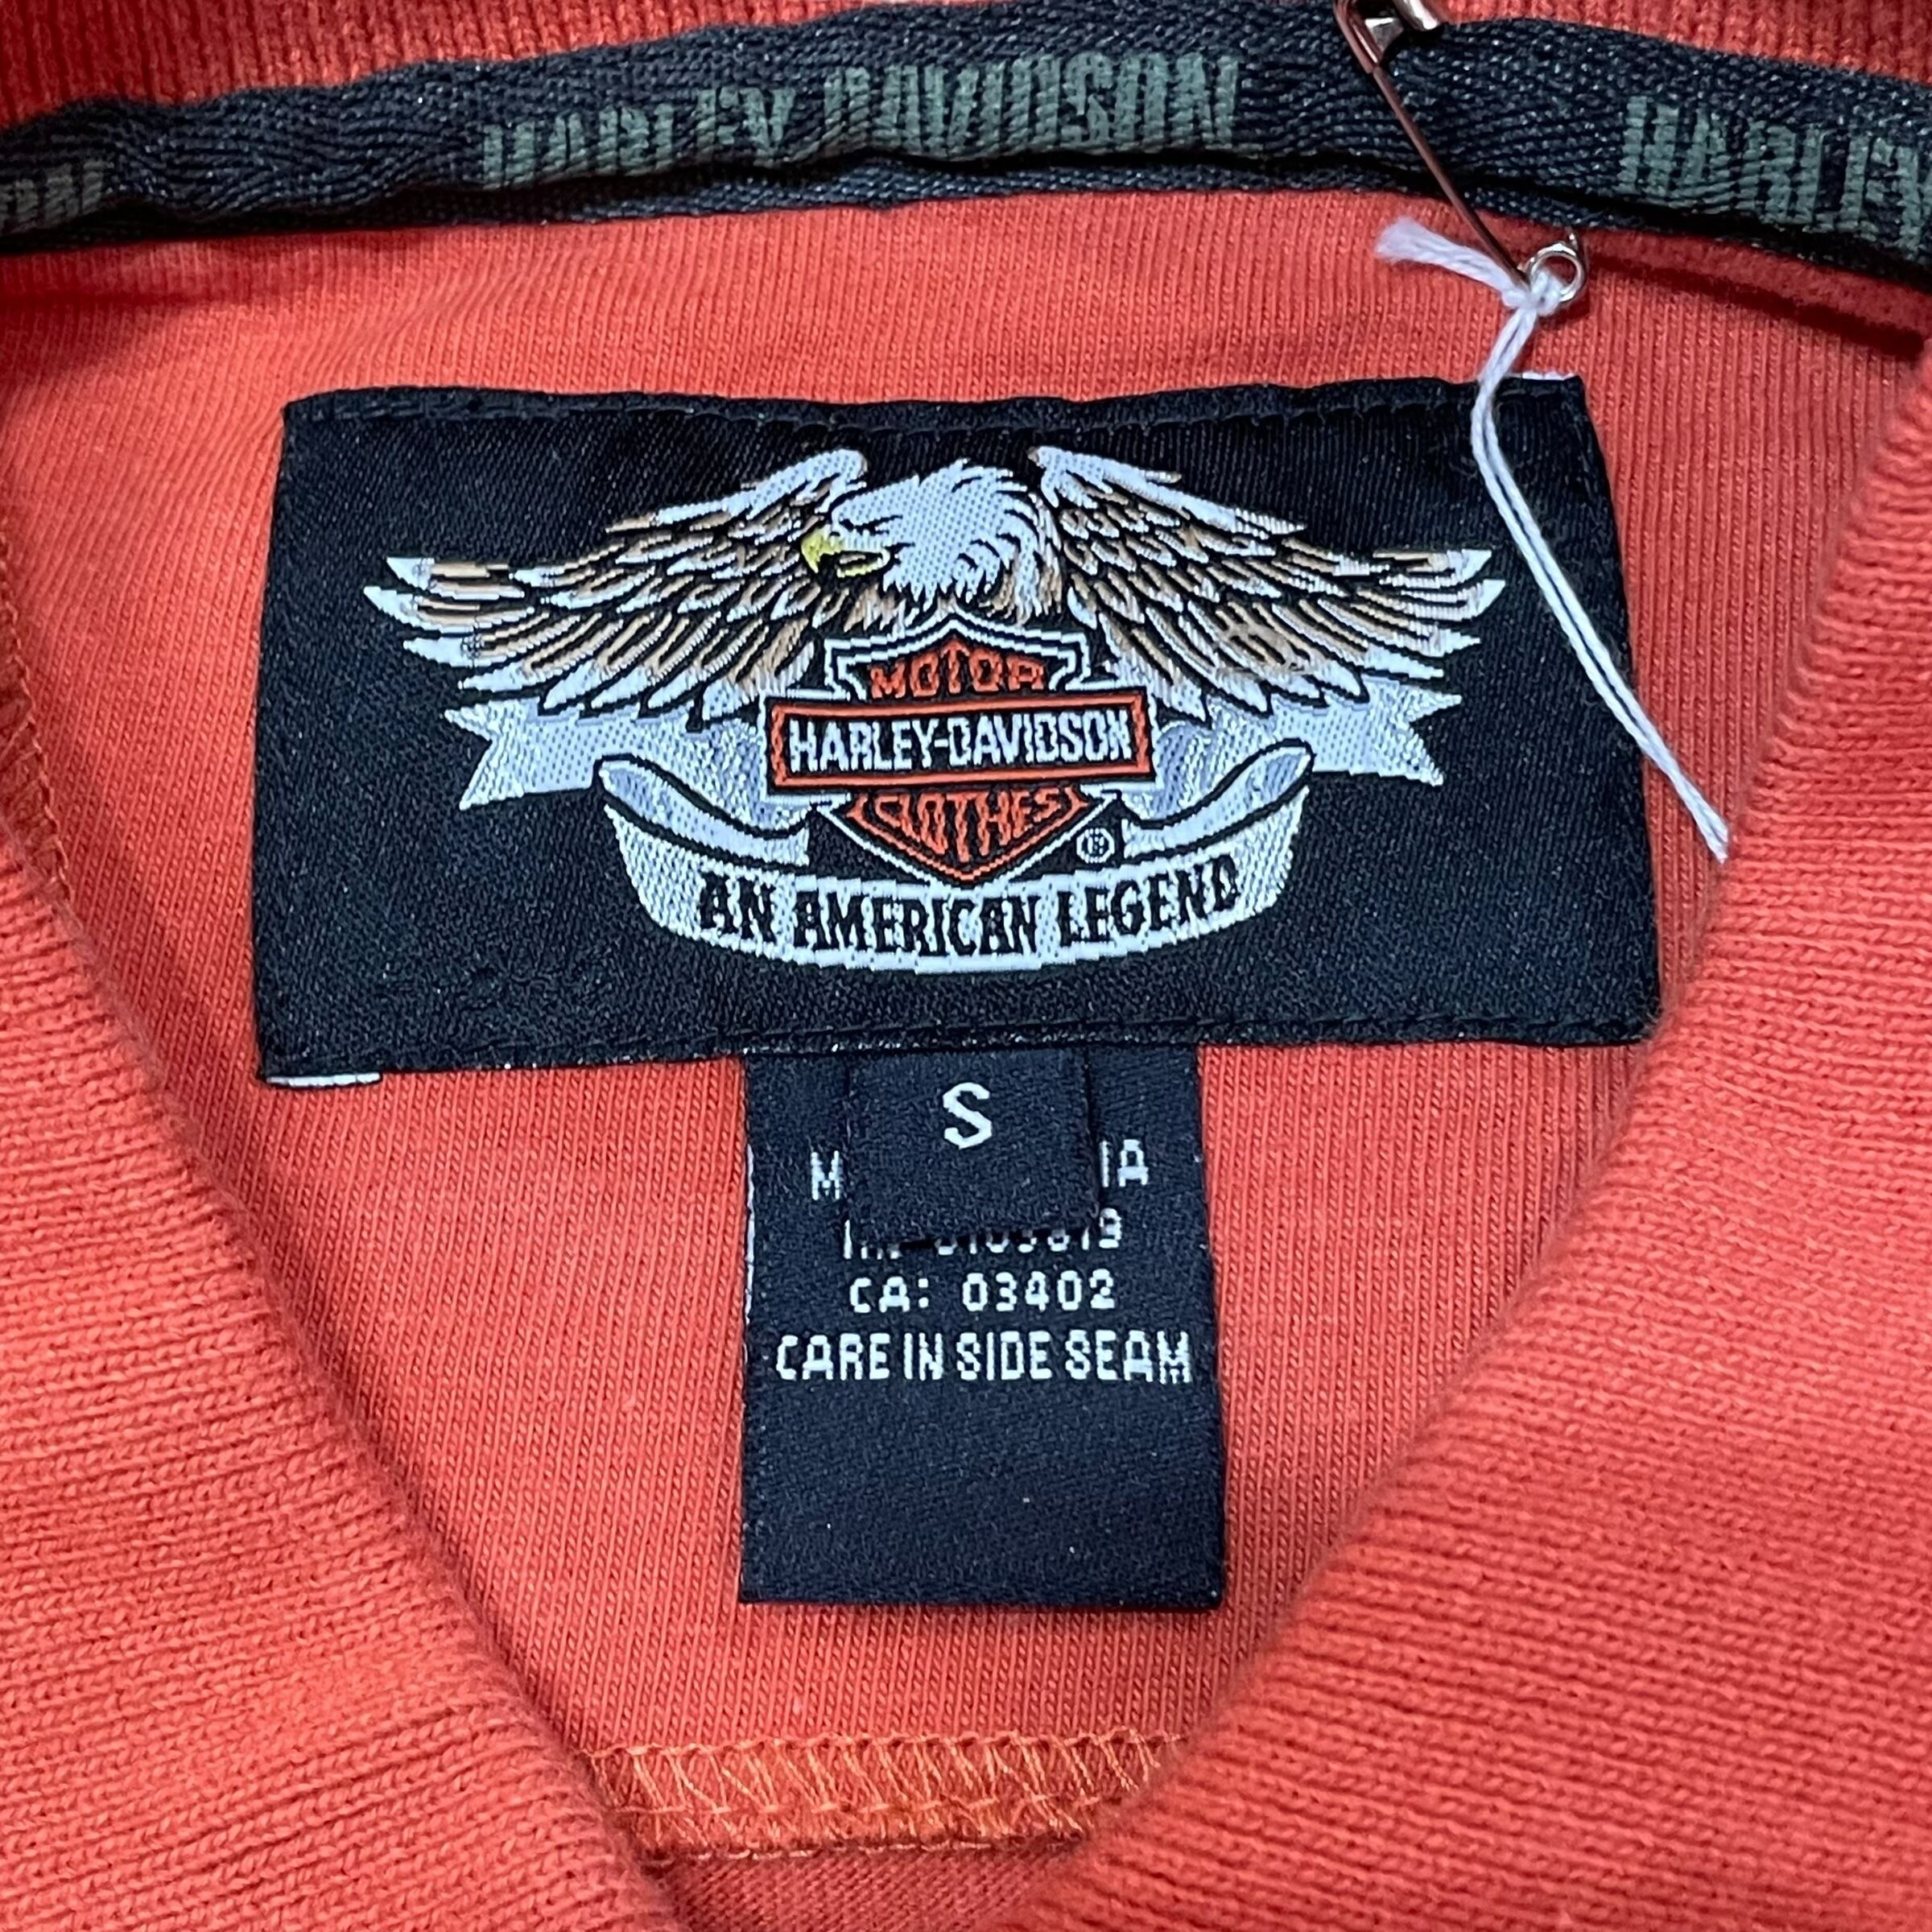 HARLEY DAVIDSON HARLEY
MOTOR
HARLEY-DAVIDSON
CLOTHES
®
AN AMERICAN LEGEND
S
CA: 03402
CARE IN SIDE SEAM